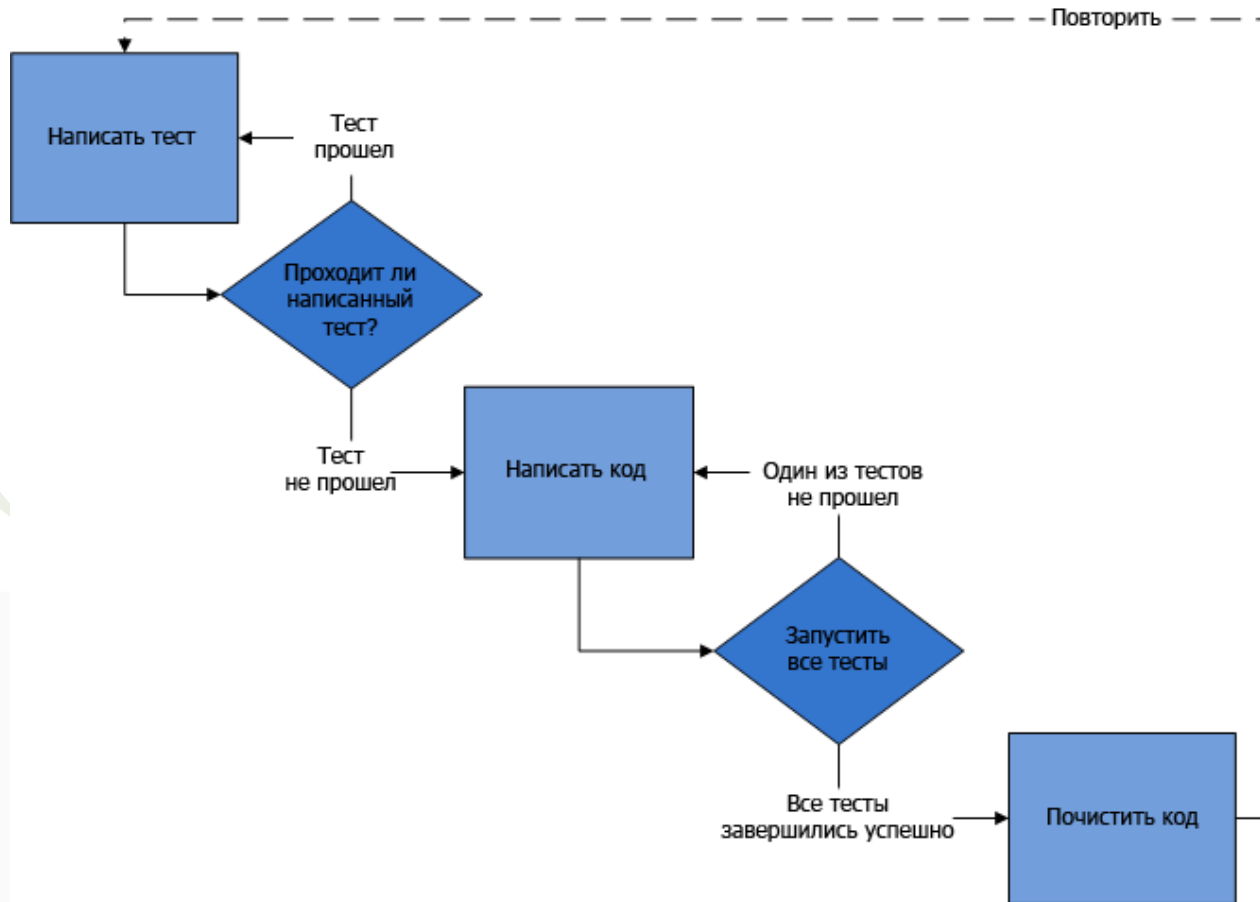 Повторить
Написать тест
Тест
прошел
Проходит ли
написанный
тест?
Тест
не прошел
Написать код
Один из тестов
не прошел
Запустить
все тесты
Все тесты
завершились успешно
Почистить код